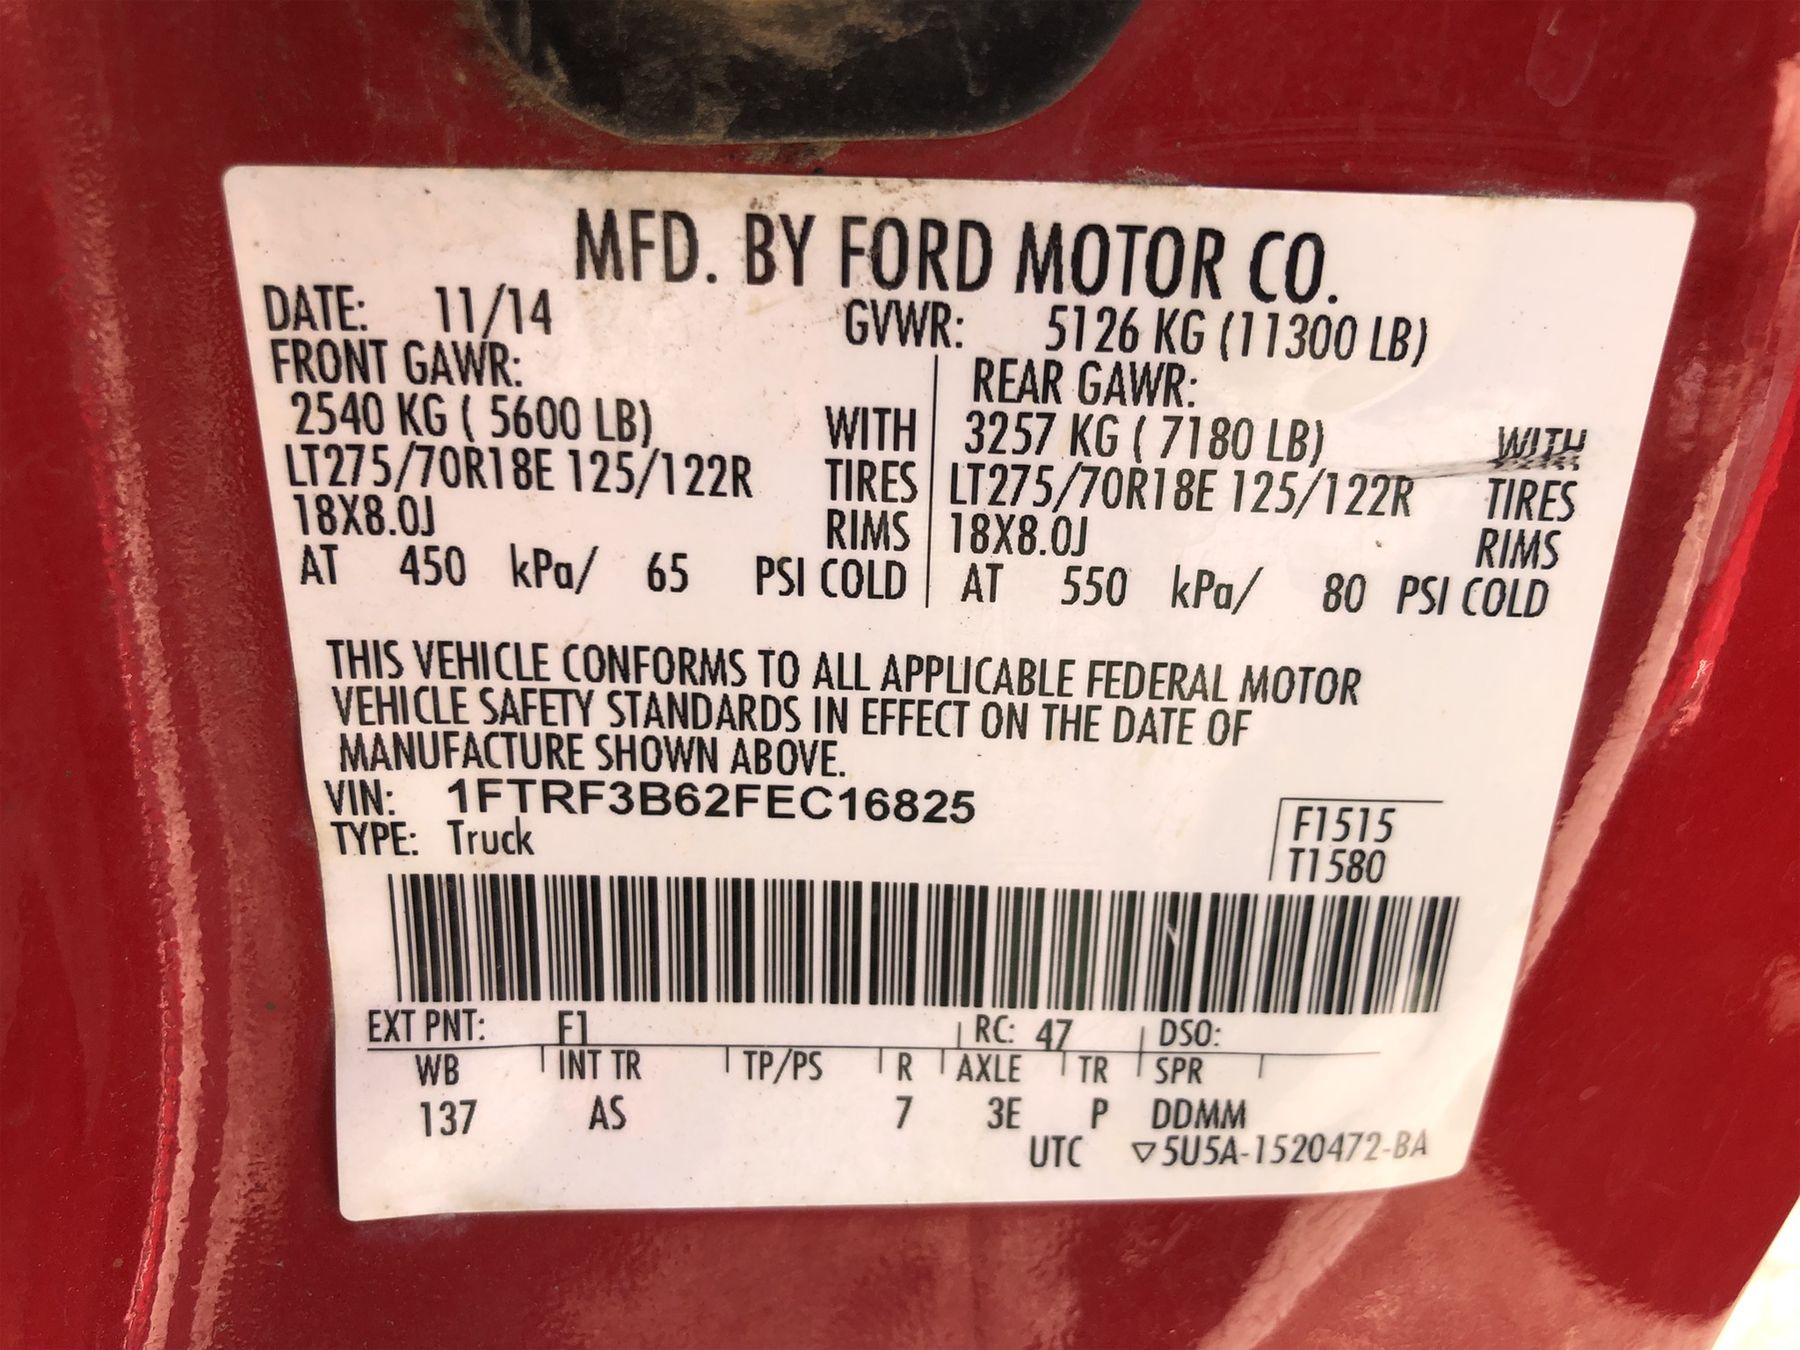 MFD. BY FORD MOTOR CO.
DATE: 11/14 GVWR: 5126 KG (11300 LB)
FRONT GAWR: REAR GAWR:
2540 KG ( 5600 LB) WITH 3257 KG ( 7180 LB) WITH
LT275/70R18E 125/122R TIRES LT275/70R18E 125/122R TIRES
18X8.0J RIMS 18X8.0J RIMS
AT 450 kPa/ 65 PSI COLD AT 550 kPa/ 80 PSI COLD
THIS VEHICLE CONFORMS TO ALL APPLICABLE FEDERAL MOTOR
VEHICLE SAFETY STANDARDS IN EFFECT ON THE DATE OF
MANUFACTURE SHOWN ABOVE.
VIN: 1FTRF3B62FEC16825
TYPE: Truck
F1515
T1580
EXT PNT: F1 RC: 47 DSO:
WB INT TR TP/PS R AXLE TR SPR
137 AS 7 3E P DDMM
UTC ▽5U5A-1520472-BA